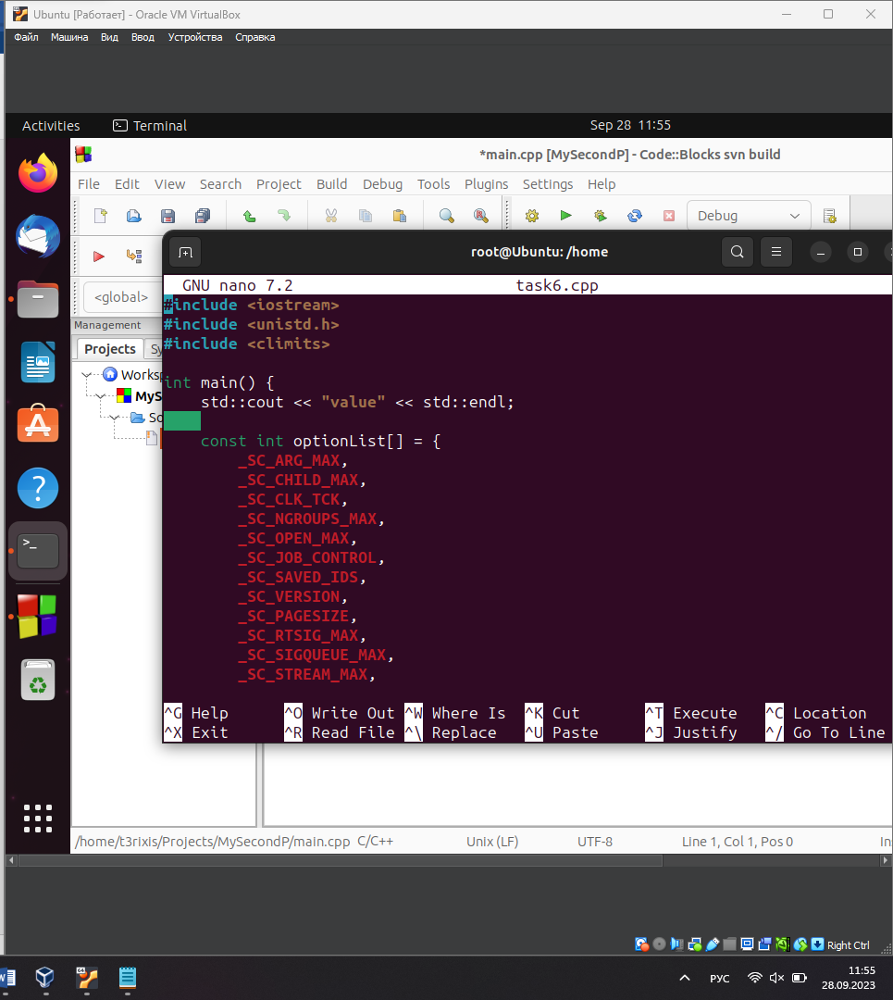 Ubuntu [Работает] - Oracle VM VirtualBox
Файл Машина Вид Ввод Устройства Справка
Activities Terminal Sep 28 11:55
*main.cpp [MySecondP] - Code::Blocks svn build
File Edit View Search Project Build Debug Tools Plugins Settings Help
Debug
root@Ubuntu: /home
<global>
GNU nano 7.2 task6.cpp
Management
Projects Sy
Worksp
MyS
So
#include <iostream>
#include <unistd.h>
#include <climits>
int main() {
std::cout << "value" << std::endl;
const int optionList[] = {
_SC_ARG_MAX,
_SC_CHILD_MAX,
_SC_CLK_TCK,
_SC_NGROUPS_MAX,
_SC_OPEN_MAX,
_SC_JOB_CONTROL,
_SC_SAVED_IDS,
_SC_VERSION,
_SC_PAGESIZE,
_SC_RTSIG_MAX,
_SC_SIGQUEUE_MAX,
_SC_STREAM_MAX,
^G Help ^O Write Out ^W Where Is ^K Cut ^T Execute ^C Location
^X Exit ^R Read File ^\ Replace ^U Paste ^J Justify ^/ Go To Line
/home/t3rixis/Projects/MySecondP/main.cpp C/C++ Unix (LF) UTF-8 Line 1, Col 1, Pos 0 In
Right Ctrl
РУС 11:55
28.09.2023